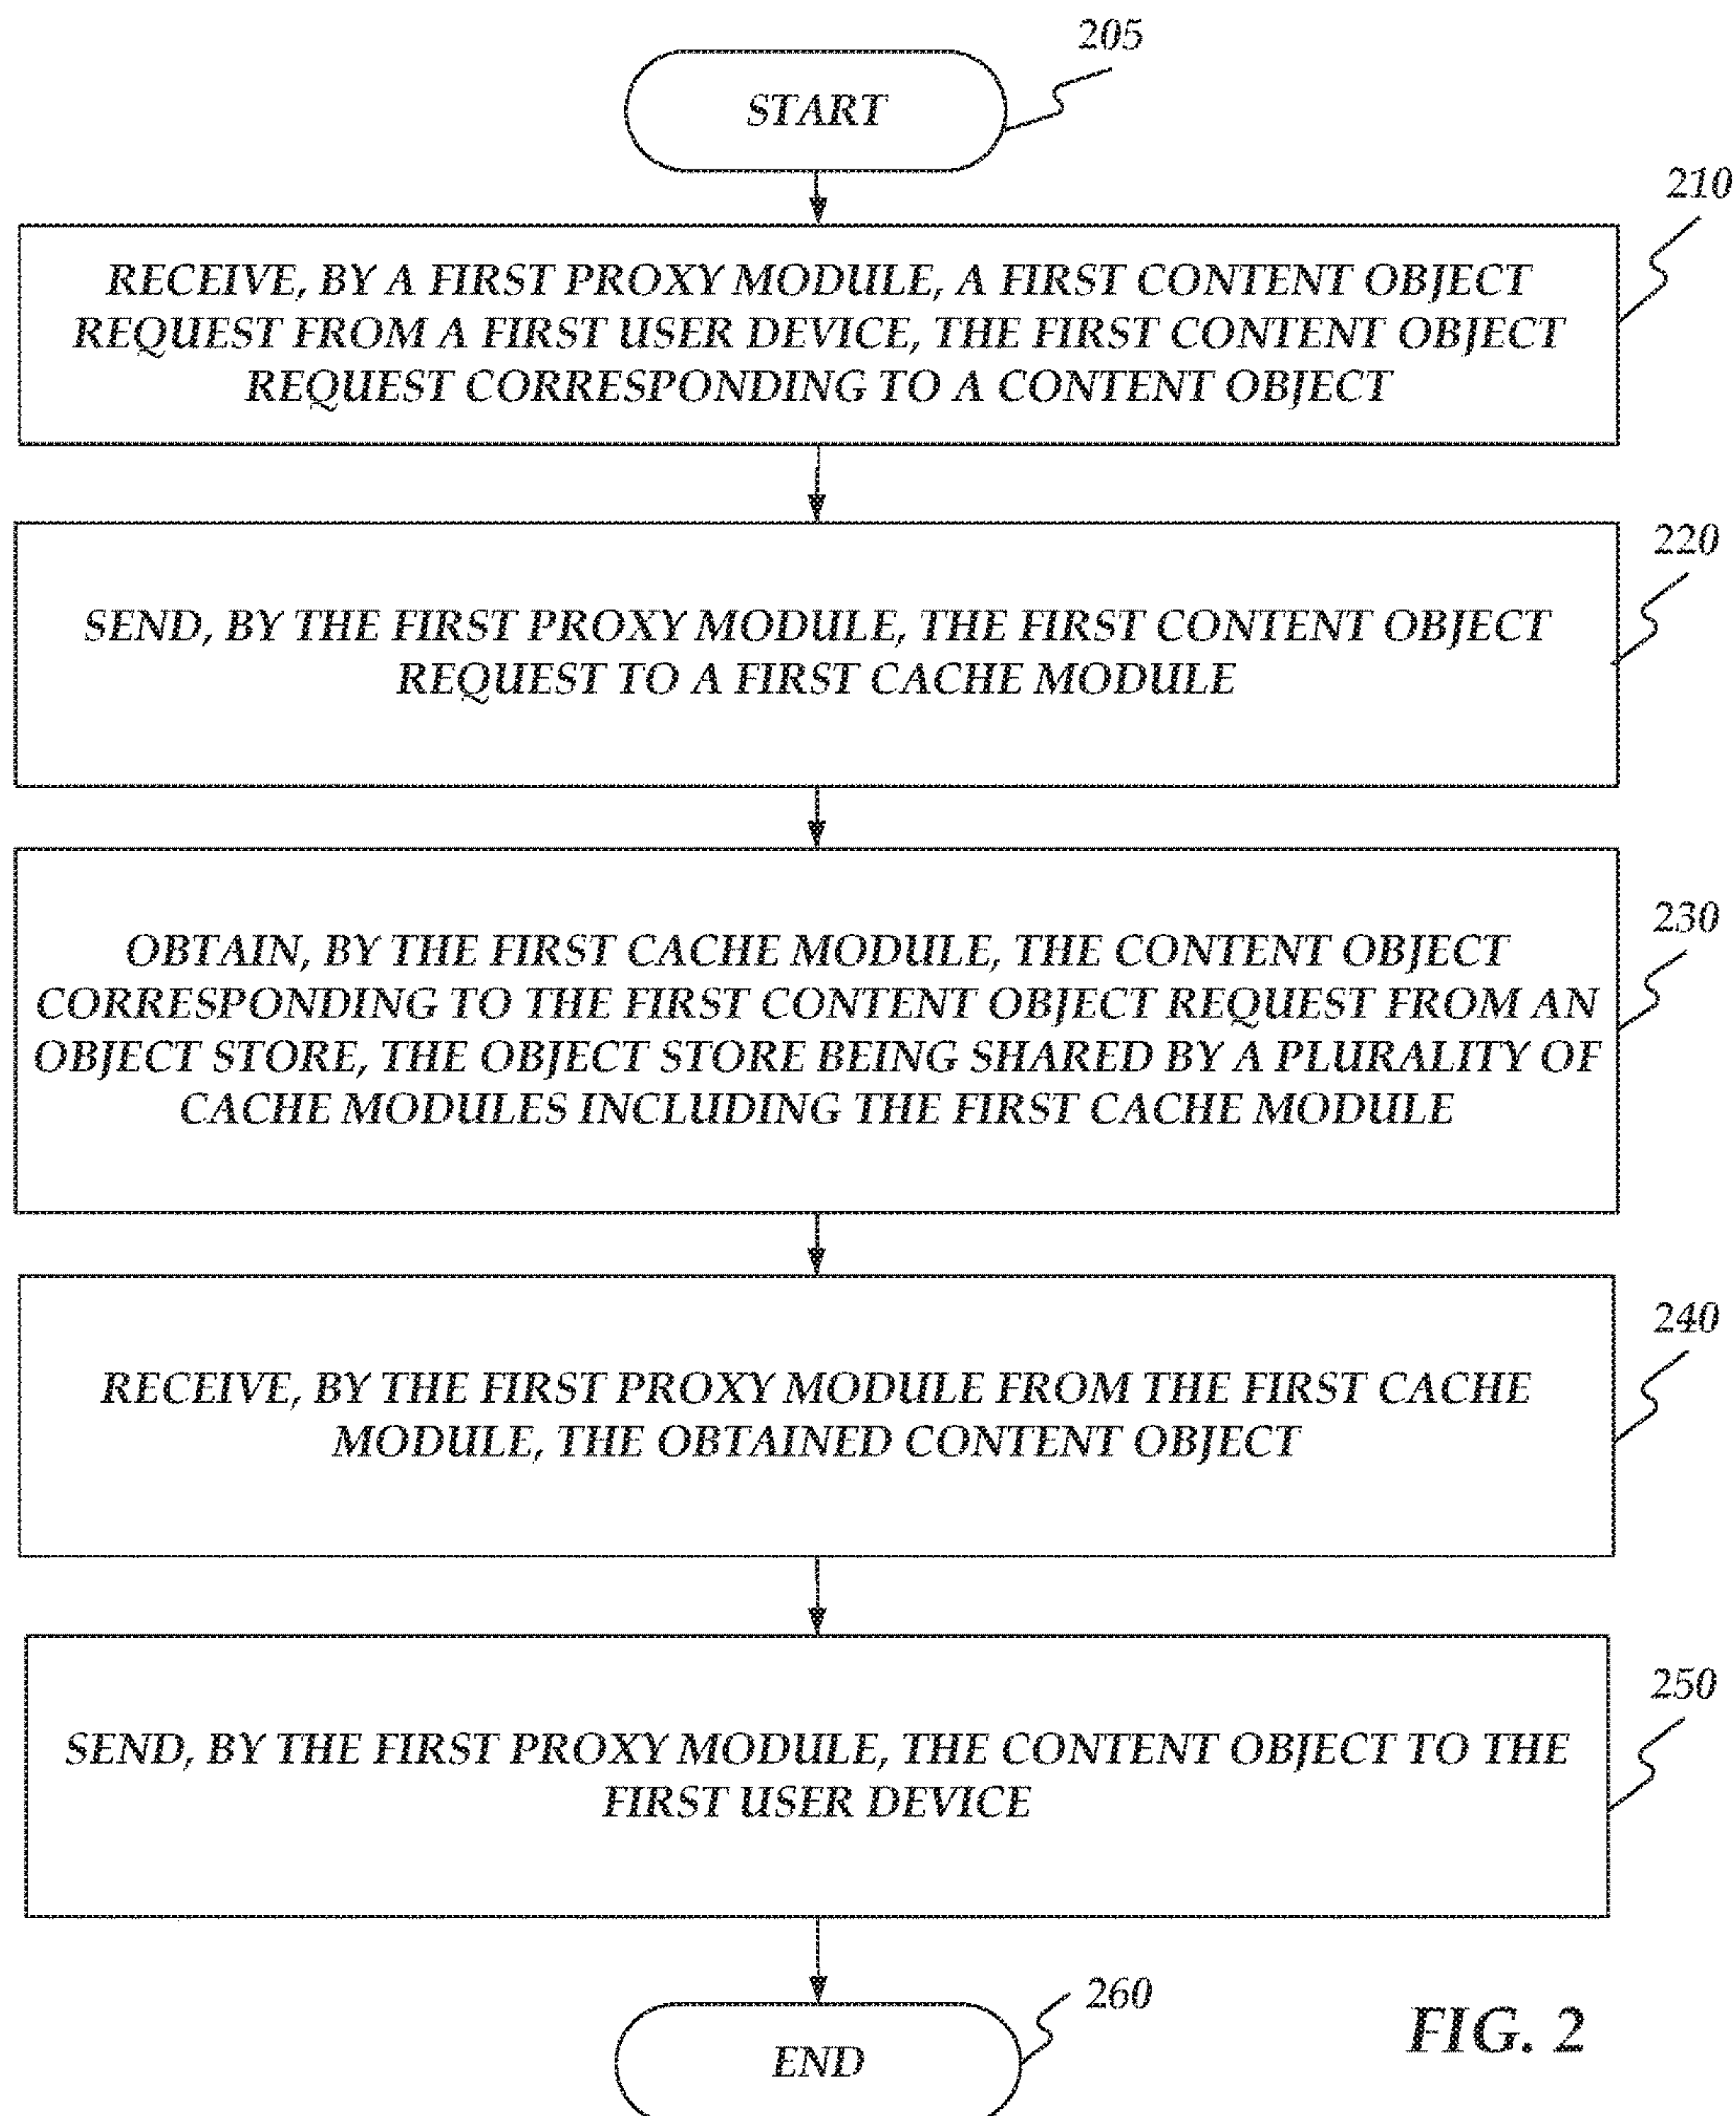 205
START
210
RECEIVE, BY A FIRST PROXY MODULE, A FIRST CONTENT OBJECT
REQUEST FROM A FIRST USER DEVICE, THE FIRST CONTENT OBJECT
REQUEST CORRESPONDING TO A CONTENT OBJECT
220
SEND, BY THE FIRST PROXY MODULE, THE FIRST CONTENT OBJECT
REQUEST TO A FIRST CACHE MODULE
230
OBTAIN, BY THE FIRST CACHE MODULE, THE CONTENT OBJECT
CORRESPONDING TO THE FIRST CONTENT OBJECT REQUEST FROM AN
OBJECT STORE, THE OBJECT STORE BEING SHARED BY A PLURALITY OF
CACHE MODULES INCLUDING THE FIRST CACHE MODULE
240
RECEIVE, BY THE FIRST PROXY MODULE FROM THE FIRST CACHE
MODULE, THE OBTAINED CONTENT OBJECT
250
SEND, BY THE FIRST PROXY MODULE, THE CONTENT OBJECT TO THE
FIRST USER DEVICE
260
END
FIG. 2